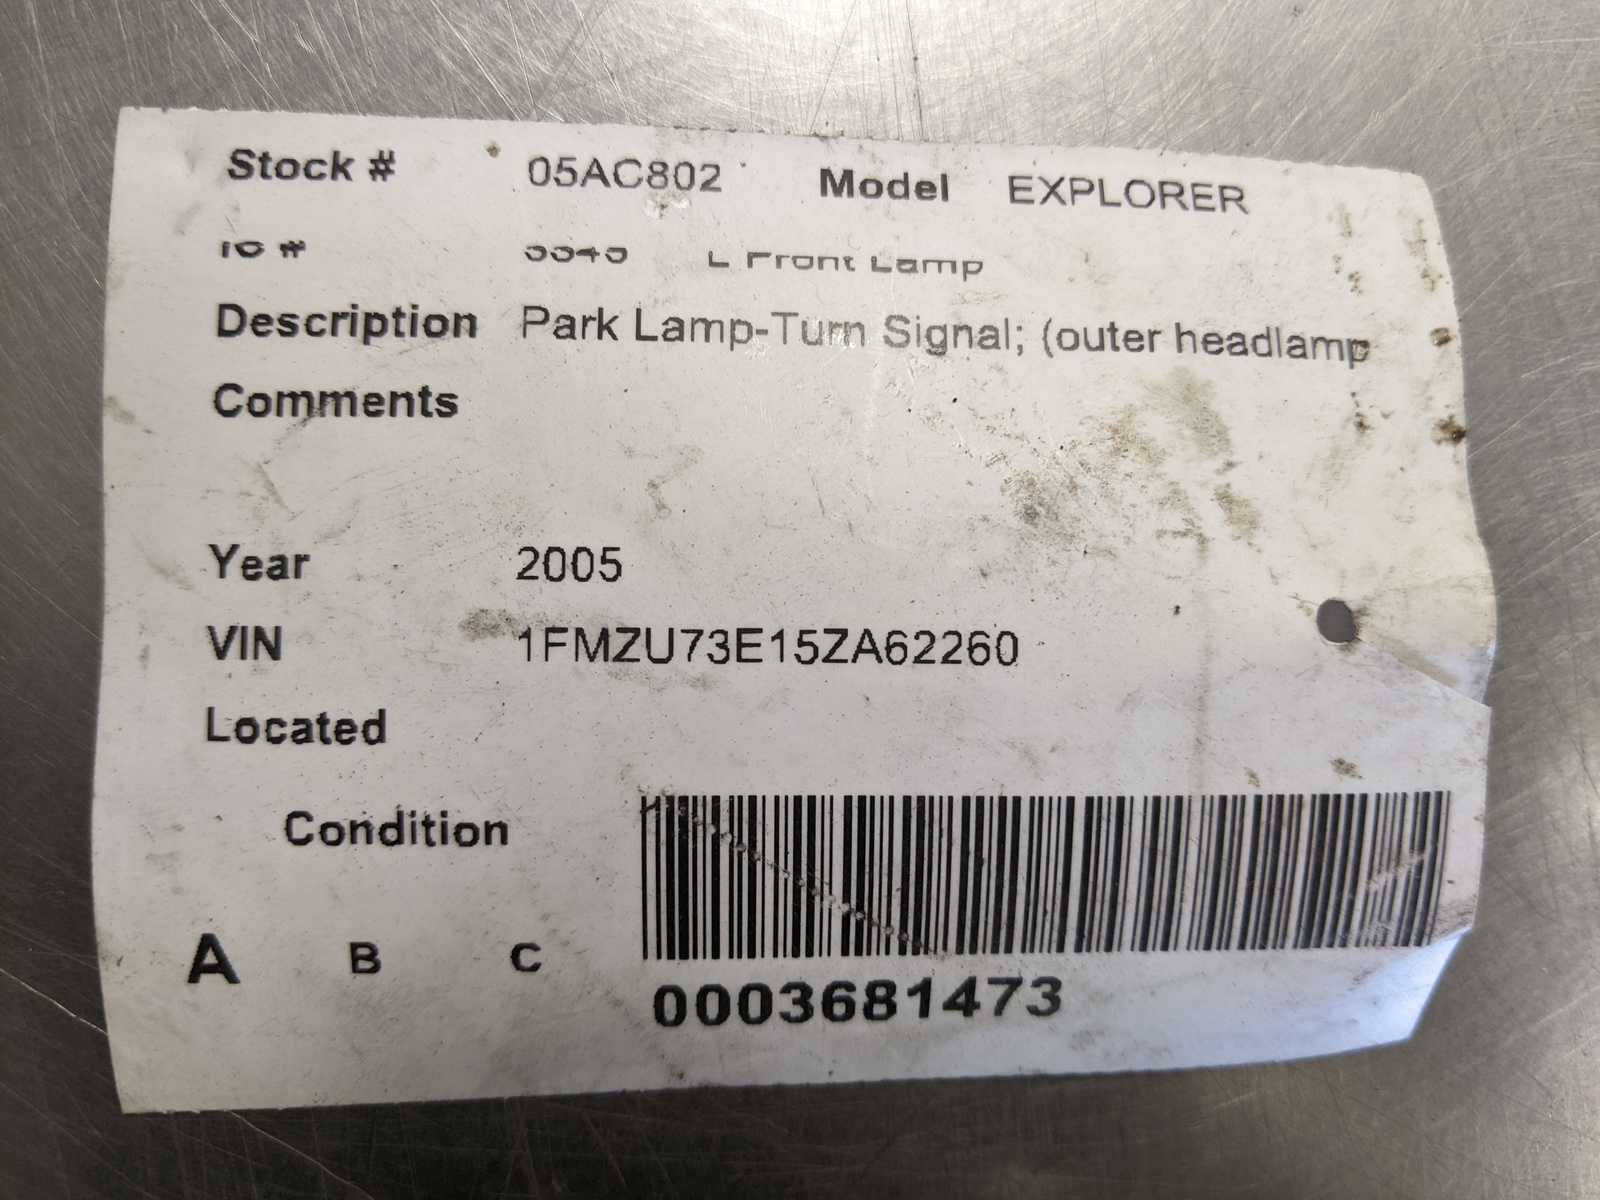 Stock # 05AC802 Model EXPLORER
L Front Lamp
Description Park Lamp-Turn Signal; (outer headlamp
Comments
Year 2005
VIN 1FMZU73E15ZA62260
Located
Condition
A B C
0003681473